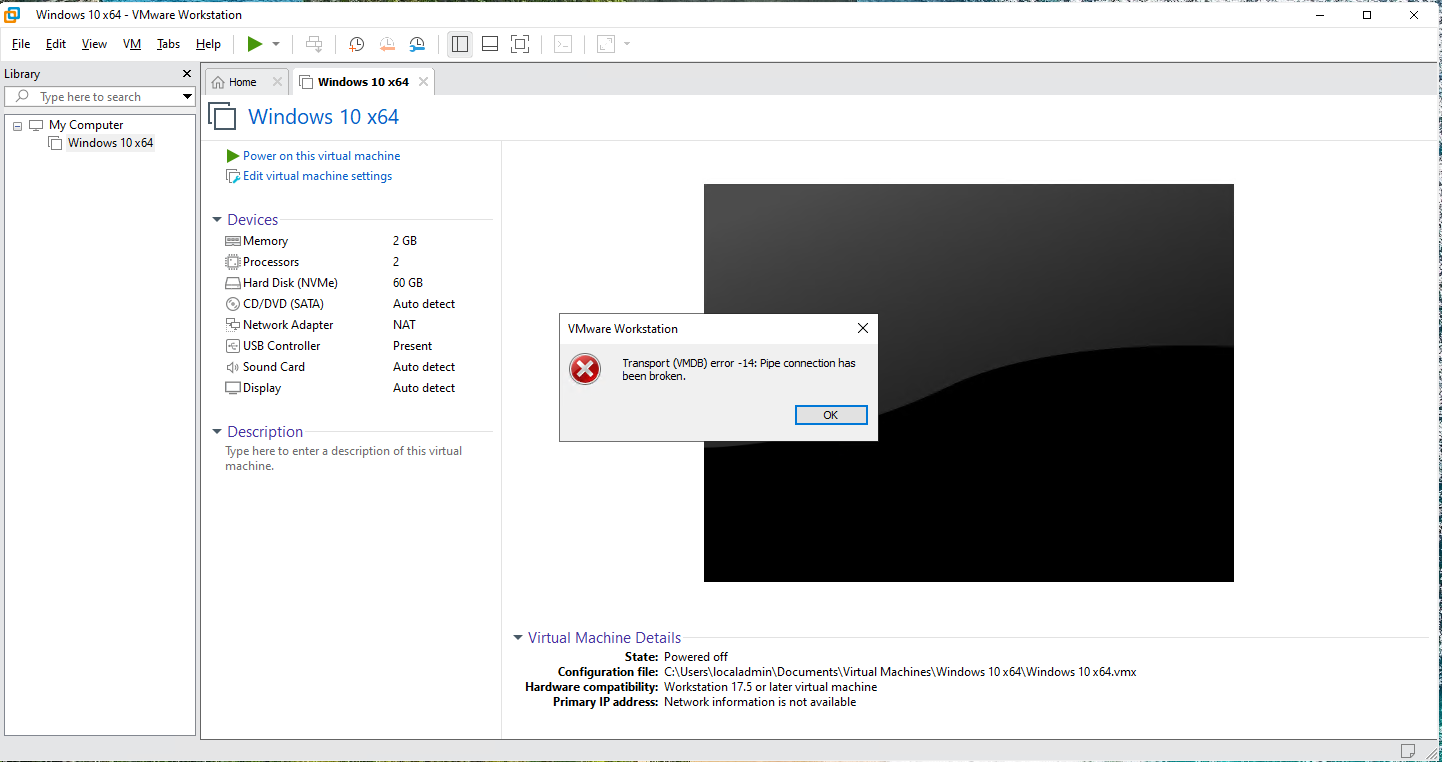 Windows 10 x64 - VMware Workstation
File Edit View VM Tabs Help
Library
Type here to search
My Computer
Windows 10 x64
Home
Windows 10 x64
Windows 10 x64
Power on this virtual machine
Edit virtual machine settings
Devices
Memory 2 GB
Processors 2
Hard Disk (NVMe) 60 GB
CD/DVD (SATA) Auto detect
Network Adapter NAT
USB Controller Present
Sound Card Auto detect
Display Auto detect
Description
Type here to enter a description of this virtual
machine.
VMware Workstation
Transport (VMDB) error -14: Pipe connection has
been broken.
OK
Virtual Machine Details
State: Powered off
Configuration file: C:\Users\localadmin\Documents\Virtual Machines\Windows 10 x64\Windows 10 x64.vmx
Hardware compatibility: Workstation 17.5 or later virtual machine
Primary IP address: Network information is not available